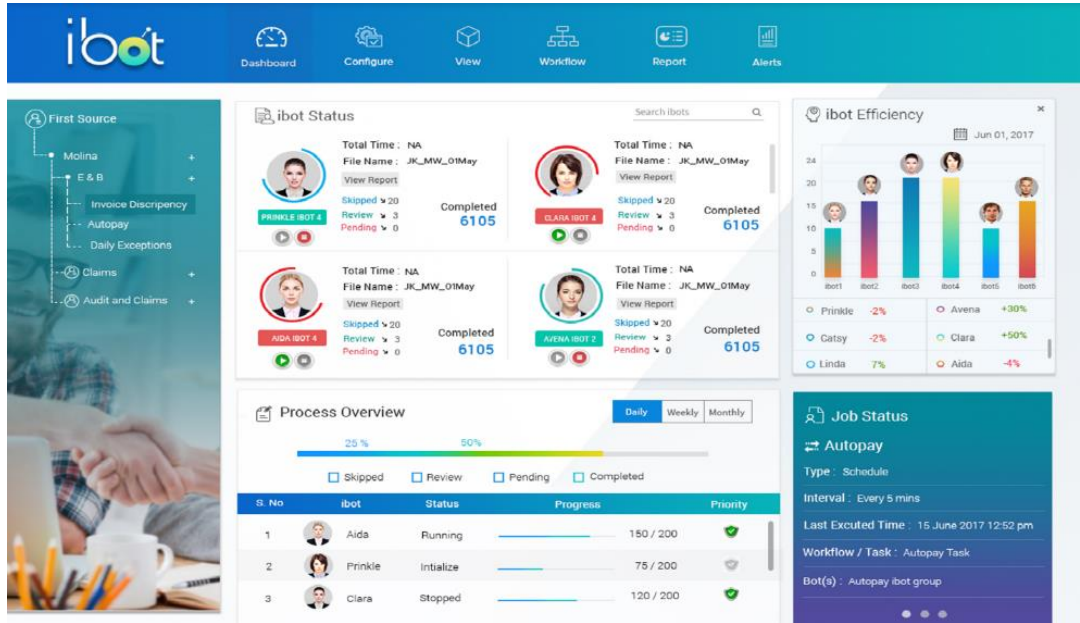 ibot
Dashboard
Configure
View
Workflow
Report
Alerts
First Source
Molina +
E & B +
Invoice Discripency
Autopay
Daily Exceptions
Claims +
Audit and Claims +
ibot Status
Search ibots
Total Time : NA
File Name : JK_MW_01May
View Report
Skipped 20
Review 3
Pending 0
Completed
6105
PRINKLE IBOT 4
Total Time : NA
File Name : JK_MW_01May
View Report
Skipped 20
Review 3
Pending 0
Completed
6105
CLARA IBOT 4
Total Time : NA
File Name : JK_MW_01May
View Report
Skipped 20
Review 3
Pending 0
Completed
6105
AIDA IBOT 4
Total Time : NA
File Name : JK_MW_01May
View Report
Skipped 20
Review 3
Pending 0
Completed
6105
AVENA IBOT 2
ibot Efficiency ×
Jun 01, 2017
24
20
15
10
5
0
ibot1 ibot2 ibot3 ibot4 ibot5 ibot6
Prinkle -2% Avena +30%
Catsy -2% Clara +50%
Linda 7% Aida -4%
Process Overview
Daily Weekly Monthly
25 % 50%
Skipped Review Pending Completed
S. No ibot Status Progress Priority
1 Aida Running 150 / 200
2 Prinkle Intialize 75 / 200
3 Clara Stopped 120 / 200
Job Status
Autopay
Type : Schedule
Interval : Every 5 mins
Last Excuted Time : 15 June 2017 12:52 pm
Workflow / Task : Autopay Task
Bot(s) : Autopay ibot group